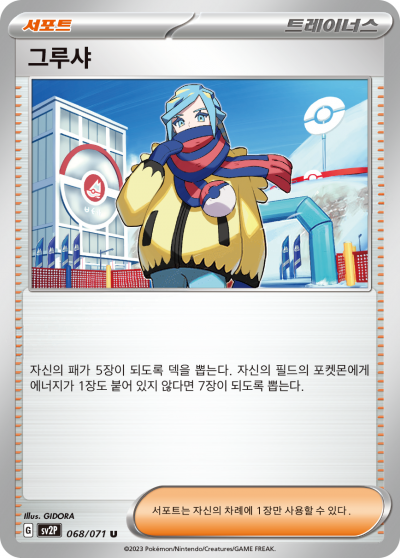 서포트
트레이너스
그루샤
자신의 패가 5장이 되도록 덱을 뽑는다. 자신의 필드의 포켓몬에게
에너지가 1장도 붙어 있지 않다면 7장이 되도록 뽑는다.
Illus. GIDORA
서포트는 자신의 차례에 1장만 사용할 수 있다.
G SV2P 068/071 U
©2023 Pokémon/Nintendo/Creatures/GAME FREAK.